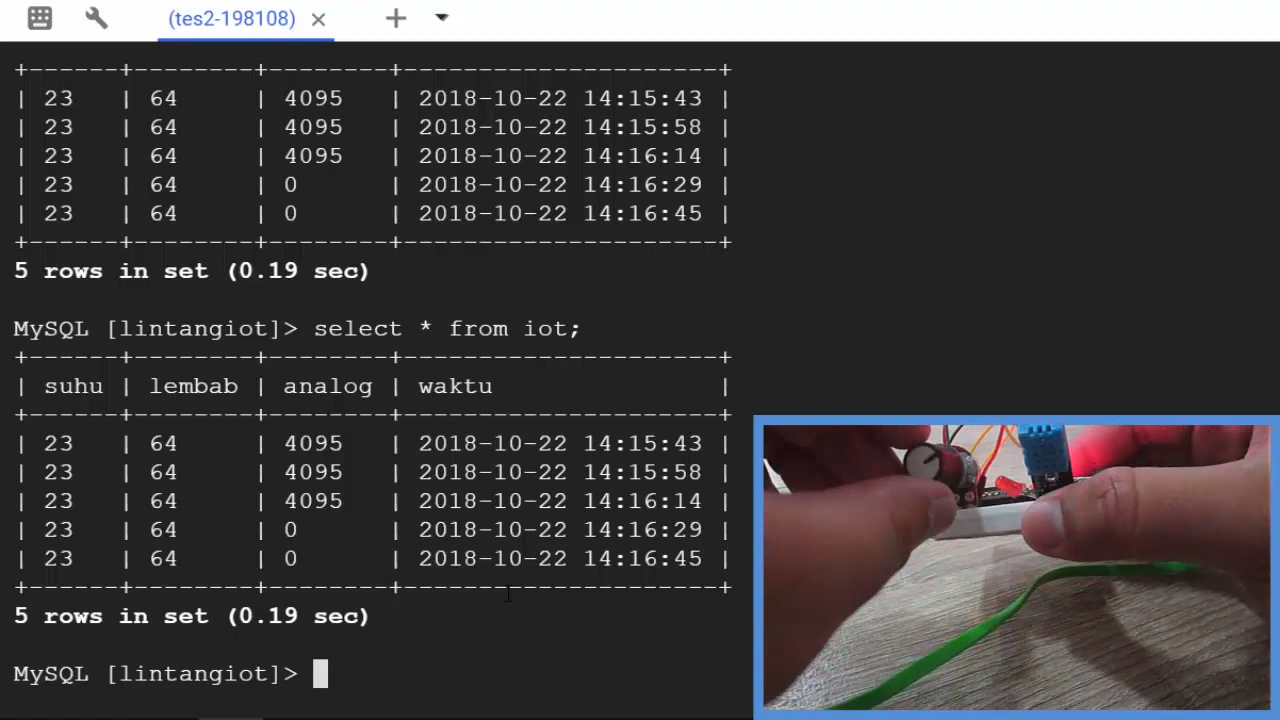 (tes2-198108)
+------+--------+--------+---------------------+
| 23   | 64     | 4095   | 2018-10-22 14:15:43 |
| 23   | 64     | 4095   | 2018-10-22 14:15:58 |
| 23   | 64     | 4095   | 2018-10-22 14:16:14 |
| 23   | 64     | 0      | 2018-10-22 14:16:29 |
| 23   | 64     | 0      | 2018-10-22 14:16:45 |
+------+--------+--------+---------------------+
5 rows in set (0.19 sec)
MySQL [lintangiot]> select * from iot;
+------+--------+--------+---------------------+
| suhu | lembab | analog | waktu               |
+------+--------+--------+---------------------+
| 23   | 64     | 4095   | 2018-10-22 14:15:43 |
| 23   | 64     | 4095   | 2018-10-22 14:15:58 |
| 23   | 64     | 4095   | 2018-10-22 14:16:14 |
| 23   | 64     | 0      | 2018-10-22 14:16:29 |
| 23   | 64     | 0      | 2018-10-22 14:16:45 |
+------+--------+--------+---------------------+
5 rows in set (0.19 sec)
MySQL [lintangiot]>